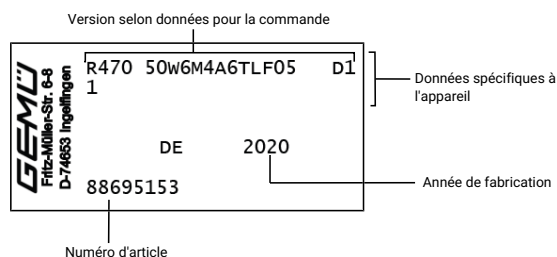 Version selon données pour la commande
GEMÜ
Fritz-Müller-Str. 6-8
D-74653 Ingelfingen
R470 50W6M4A6TLF05 D1
1
DE 2020
88695153
Données spécifiques à
l'appareil
Année de fabrication
Numéro d'article